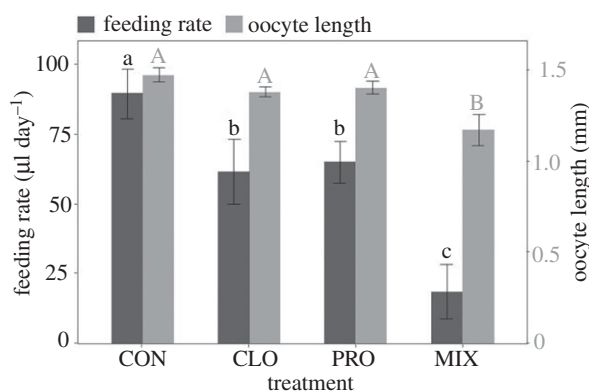 feeding rate oocyte length
feeding rate (µl day⁻¹)
100
75
50
25
0
a A
b A
b A
c B
1.5
1.0
0.5
0
oocyte length (mm)
CON CLO PRO MIX
treatment